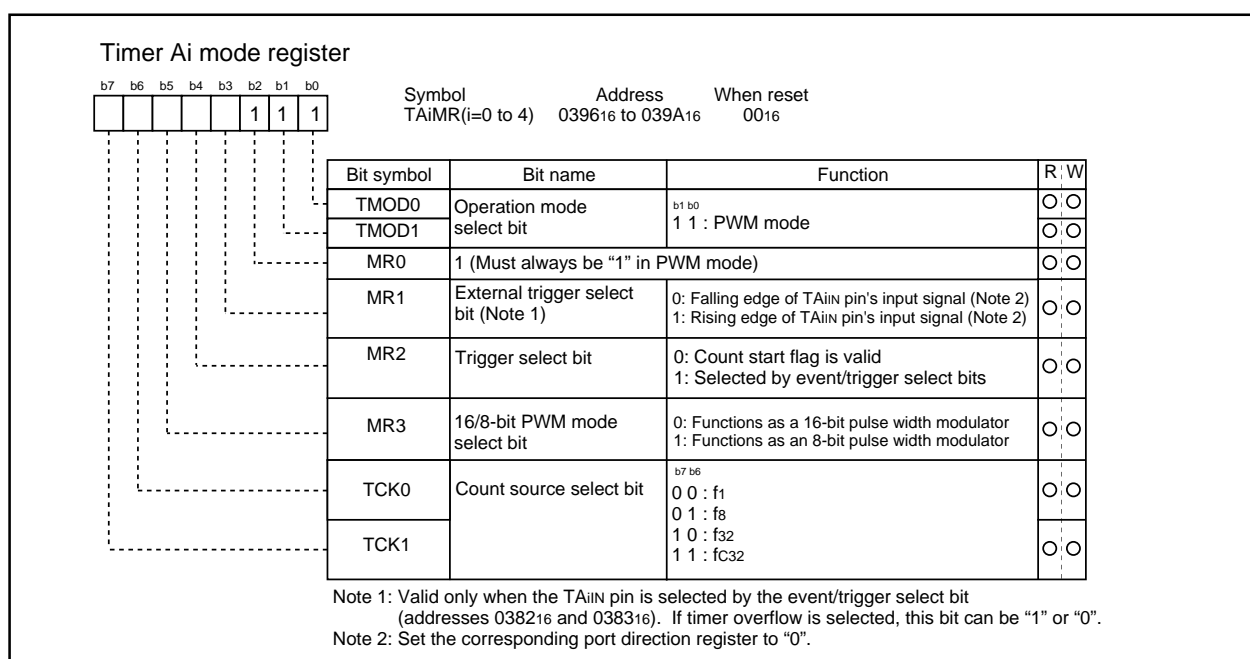 Timer Ai mode register
b7 b6 b5 b4 b3 b2 b1 b0
1 1 1
Symbol Address When reset
TAiMR(i=0 to 4) 039616 to 039A16 0016
Bit symbol Bit name Function R W
TMOD0 Operation mode b1 b0
TMOD1 select bit 1 1 : PWM mode
MR0 1 (Must always be “1” in PWM mode)
MR1 External trigger select 0: Falling edge of TAiIN pin's input signal (Note 2)
bit (Note 1) 1: Rising edge of TAiIN pin's input signal (Note 2)
MR2 Trigger select bit 0: Count start flag is valid
1: Selected by event/trigger select bits
MR3 16/8-bit PWM mode 0: Functions as a 16-bit pulse width modulator
select bit 1: Functions as an 8-bit pulse width modulator
b7 b6
TCK0 Count source select bit 0 0 : f1
0 1 : f8
TCK1 1 0 : f32
1 1 : fC32
Note 1: Valid only when the TAiIN pin is selected by the event/trigger select bit
(addresses 038216 and 038316). If timer overflow is selected, this bit can be “1” or “0”.
Note 2: Set the corresponding port direction register to “0”.